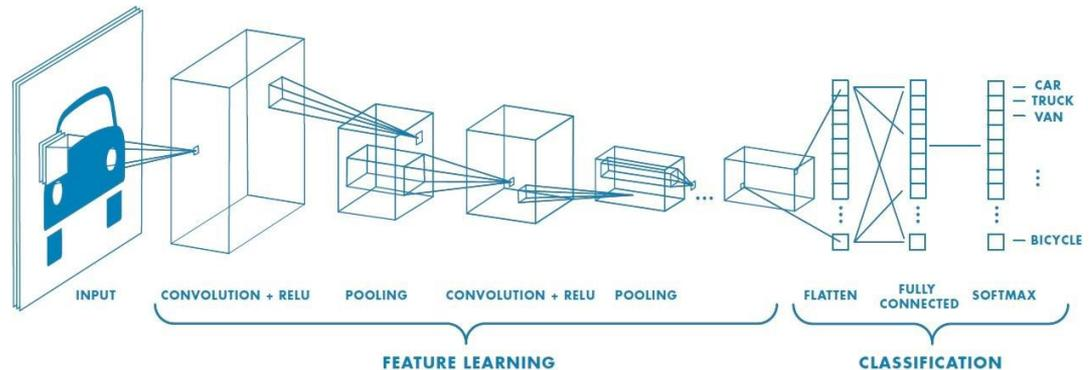 CAR
TRUCK
VAN
BICYCLE
INPUT
CONVOLUTION + RELU
POOLING
CONVOLUTION + RELU
POOLING
FLATTEN
FULLY
CONNECTED
SOFTMAX
FEATURE LEARNING
CLASSIFICATION